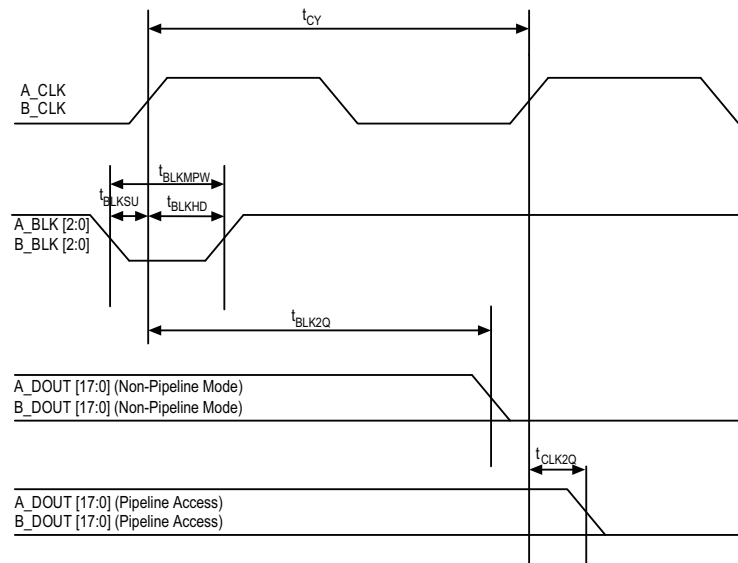 tCY
A_CLK
B_CLK
tBLKMPW
tBLKSU
tBLKHD
A_BLK [2:0]
B_BLK [2:0]
tBLK2Q
A_DOUT [17:0] (Non-Pipeline Mode)
B_DOUT [17:0] (Non-Pipeline Mode)
tCLK2Q
A_DOUT [17:0] (Pipeline Access)
B_DOUT [17:0] (Pipeline Access)